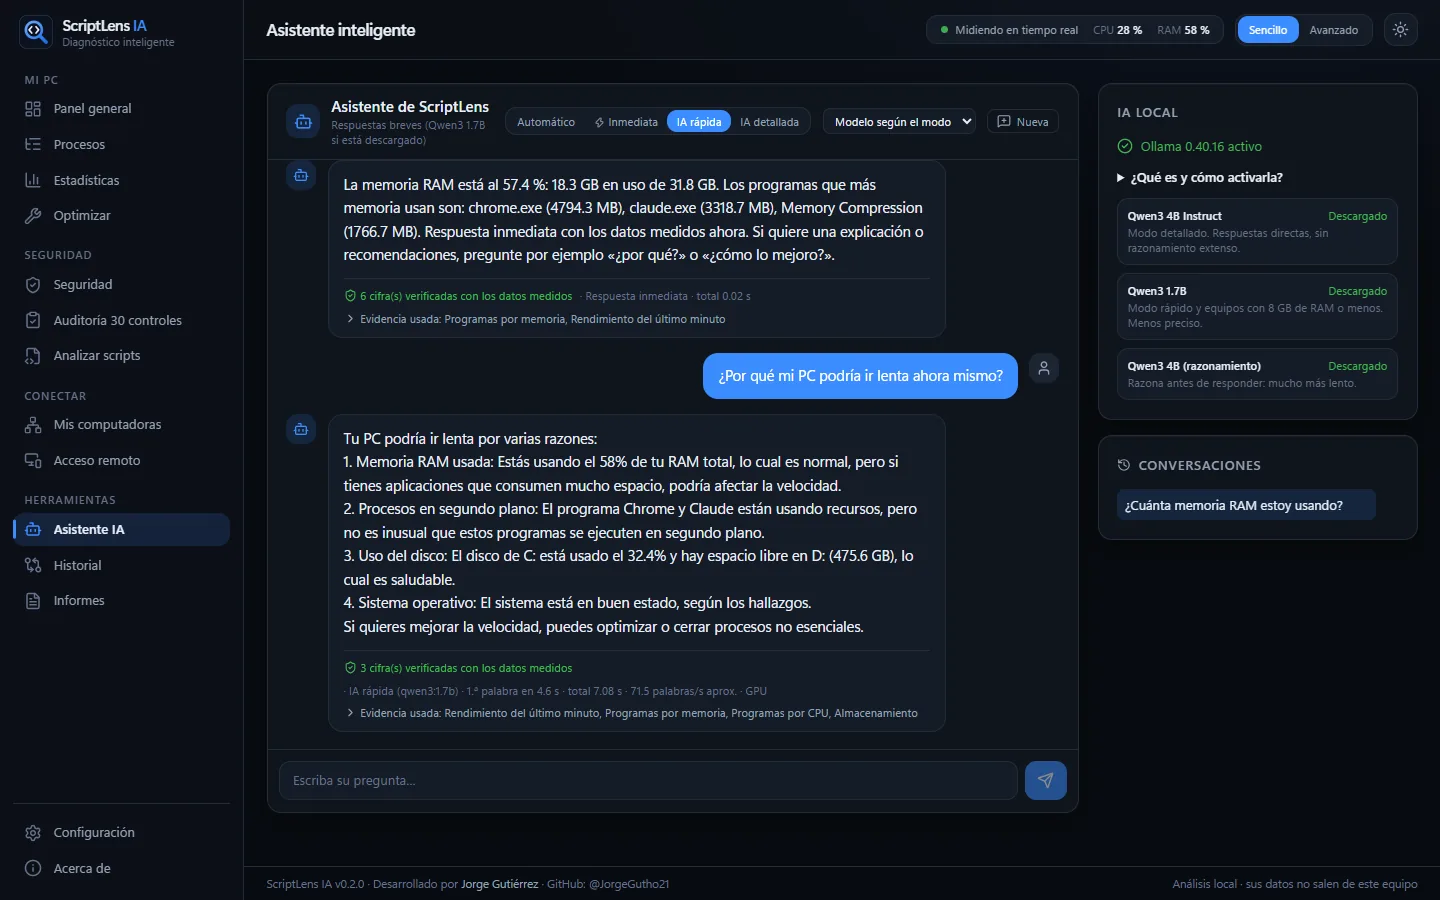 ScriptLens IA
Diagnóstico inteligente
MI PC
Panel general
Procesos
Estadísticas
Optimizar
SEGURIDAD
Seguridad
Auditoría 30 controles
Analizar scripts
CONECTAR
Mis computadoras
Acceso remoto
HERRAMIENTAS
Asistente IA
Historial
Informes
Configuración
Acerca de
Asistente inteligente
Midiendo en tiempo real CPU 28 % RAM 58 %
Sencillo Avanzado
Asistente de ScriptLens
Respuestas breves (Qwen3 1.7B
si está descargado)
Automático Inmediata IA rápida IA detallada
Modelo según el modo
Nueva
La memoria RAM está al 57.4 %: 18.3 GB en uso de 31.8 GB. Los programas que más
memoria usan son: chrome.exe (4794.3 MB), claude.exe (3318.7 MB), Memory Compression
(1766.7 MB). Respuesta inmediata con los datos medidos ahora. Si quiere una explicación o
recomendaciones, pregunte por ejemplo «¿por qué?» o «¿cómo lo mejoro?».
6 cifra(s) verificadas con los datos medidos · Respuesta inmediata · total 0.02 s
Evidencia usada: Programas por memoria, Rendimiento del último minuto
¿Por qué mi PC podría ir lenta ahora mismo?
Tu PC podría ir lenta por varias razones:
1. Memoria RAM usada: Estás usando el 58% de tu RAM total, lo cual es normal, pero si
tienes aplicaciones que consumen mucho espacio, podría afectar la velocidad.
2. Procesos en segundo plano: El programa Chrome y Claude están usando recursos, pero
no es inusual que estos programas se ejecuten en segundo plano.
3. Uso del disco: El disco de C: está usado el 32.4% y hay espacio libre en D: (475.6 GB), lo
cual es saludable.
4. Sistema operativo: El sistema está en buen estado, según los hallazgos.
Si quieres mejorar la velocidad, puedes optimizar o cerrar procesos no esenciales.
3 cifra(s) verificadas con los datos medidos
· IA rápida (qwen3:1.7b) · 1.ª palabra en 4.6 s · total 7.08 s · 71.5 palabras/s aprox. · GPU
Evidencia usada: Rendimiento del último minuto, Programas por memoria, Programas por CPU, Almacenamiento
Escriba su pregunta...
IA LOCAL
Ollama 0.40.16 activo
¿Qué es y cómo activarla?
Qwen3 4B Instruct Descargado
Modo detallado. Respuestas directas, sin
razonamiento extenso.
Qwen3 1.7B Descargado
Modo rápido y equipos con 8 GB de RAM o menos.
Menos preciso.
Qwen3 4B (razonamiento) Descargado
Razona antes de responder: mucho más lento.
CONVERSACIONES
¿Cuánta memoria RAM estoy usando?
ScriptLens IA v0.2.0 · Desarrollado por Jorge Gutiérrez · GitHub: @JorgeGutho21
Análisis local · sus datos no salen de este equipo